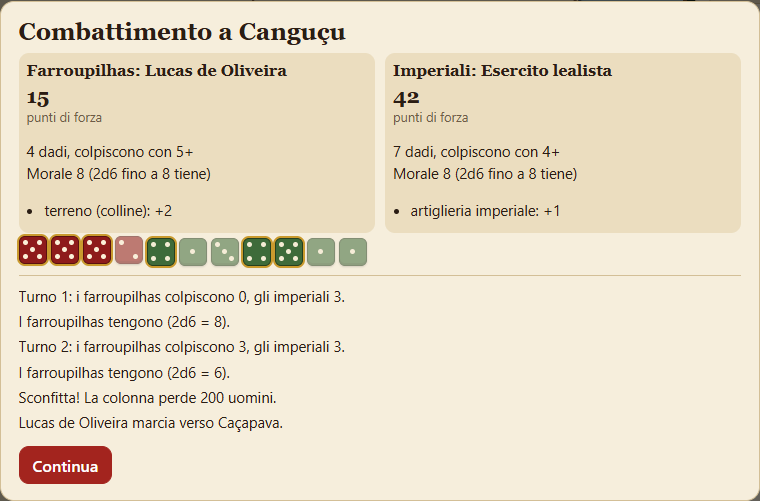 Combattimento a Canguçu
Farroupilhas: Lucas de Oliveira
15
punti di forza
4 dadi, colpiscono con 5+
Morale 8 (2d6 fino a 8 tiene)
• terreno (colline): +2
Imperiali: Esercito lealista
42
punti di forza
7 dadi, colpiscono con 4+
Morale 8 (2d6 fino a 8 tiene)
• artiglieria imperiale: +1
Turno 1: i farroupilhas colpiscono 0, gli imperiali 3.
I farroupilhas tengono (2d6 = 8).
Turno 2: i farroupilhas colpiscono 3, gli imperiali 3.
I farroupilhas tengono (2d6 = 6).
Sconfitta! La colonna perde 200 uomini.
Lucas de Oliveira marcia verso Caçapava.
Continua